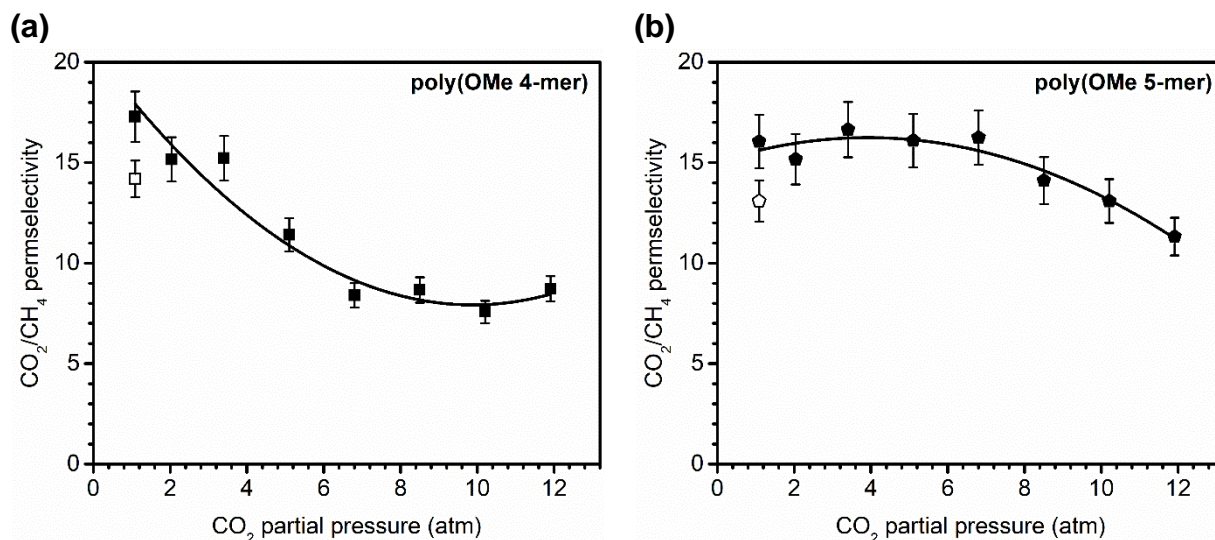 (a)
poly(OMe 4-mer)
CO₂/CH₄ permselectivity
20
15
10
5
0
0 2 4 6 8 10 12
CO₂ partial pressure (atm)
(b)
poly(OMe 5-mer)
CO₂/CH₄ permselectivity
20
15
10
5
0
0 2 4 6 8 10 12
CO₂ partial pressure (atm)